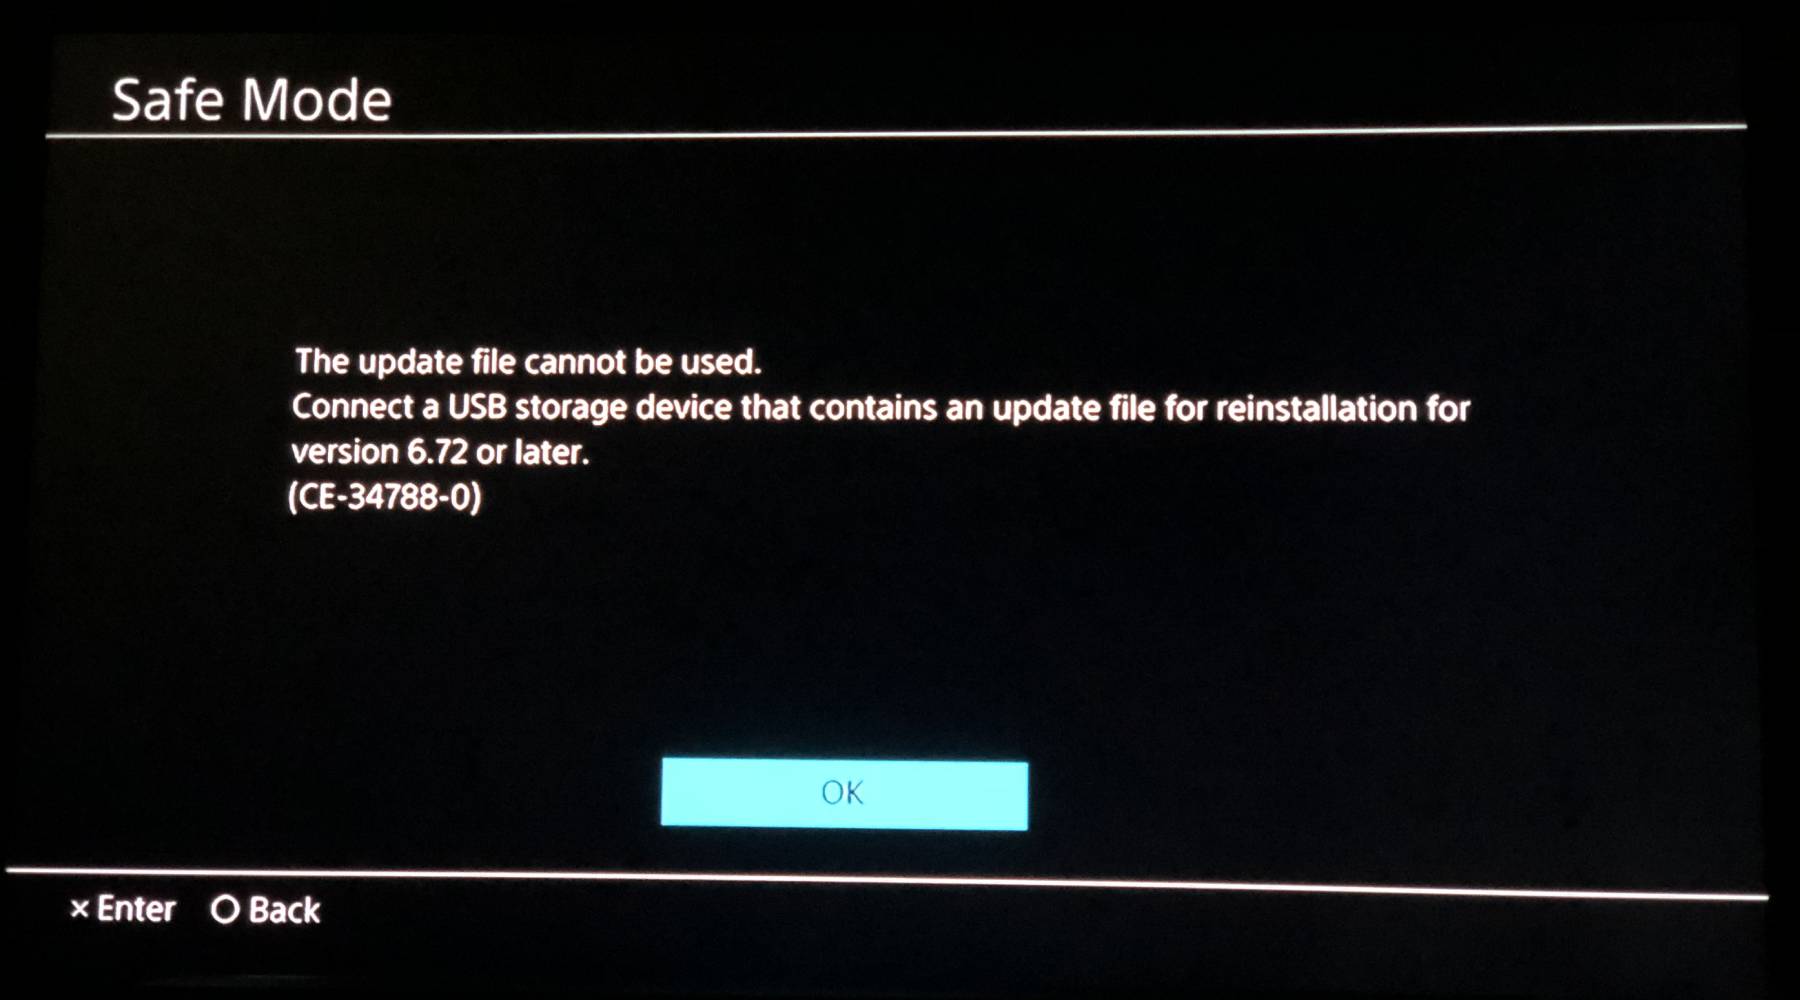 Safe Mode
The update file cannot be used.
Connect a USB storage device that contains an update file for reinstallation for
version 6.72 or later.
(CE-34788-0)
OK
× Enter ○ Back